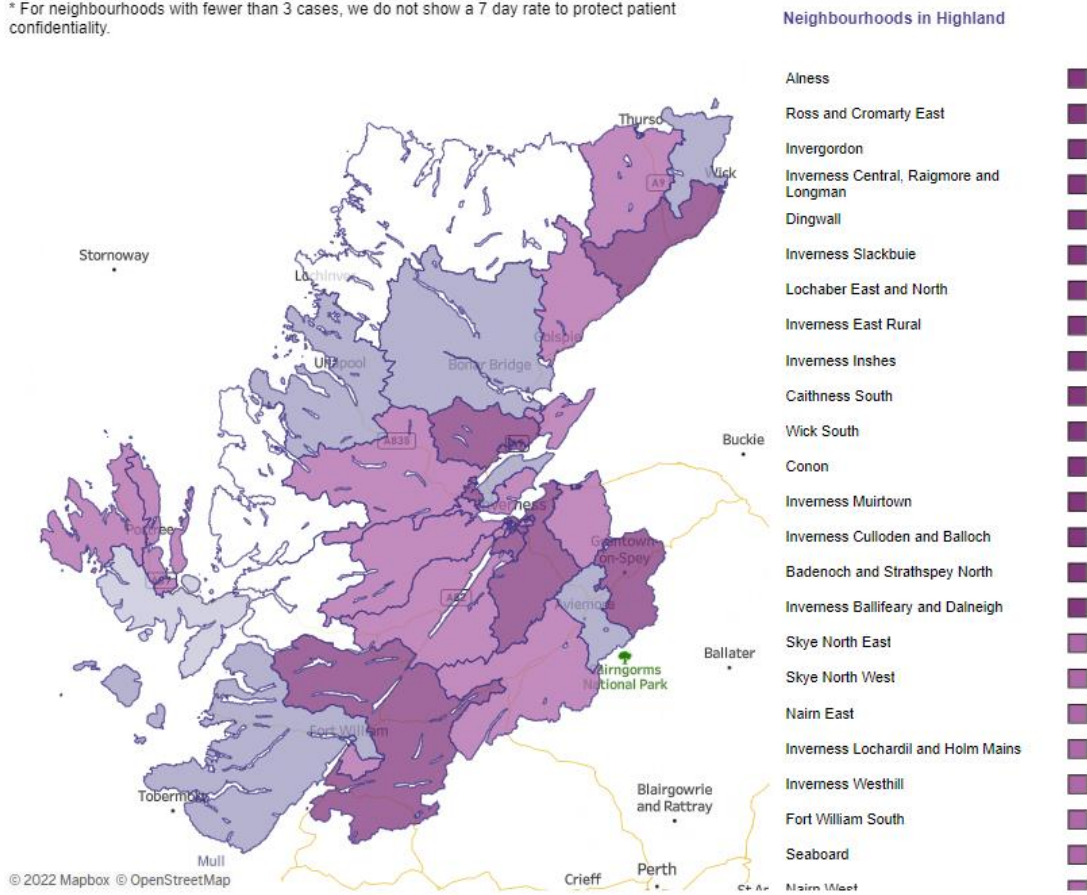 * For neighbourhoods with fewer than 3 cases, we do not show a 7 day rate to protect patient
confidentiality.
Neighbourhoods in Highland
Alness
Ross and Cromarty East
Invergordon
Inverness Central, Raigmore and
Longman
Dingwall
Inverness Slackbuie
Lochaber East and North
Inverness East Rural
Inverness Inshes
Caithness South
Wick South
Conon
Inverness Muirtown
Inverness Culloden and Balloch
Badenoch and Strathspey North
Inverness Ballifeary and Dalneigh
Skye North East
Skye North West
Nairn East
Inverness Lochardil and Holm Mains
Inverness Westhill
Fort William South
Seaboard
Nairn West
Thurso
A9
Wick
Stornoway
Lochinver
Golspie
Ullapool
Bonar Bridge
A835
Buckie
Inverness
Portree
Grantown-
on-Spey
A82
Aviemore
Ballater
Cairngorms
National Park
Fort William
Tobermory
Blairgowrie
and Rattray
Mull
Perth
Crieff
© 2022 Mapbox © OpenStreetMap